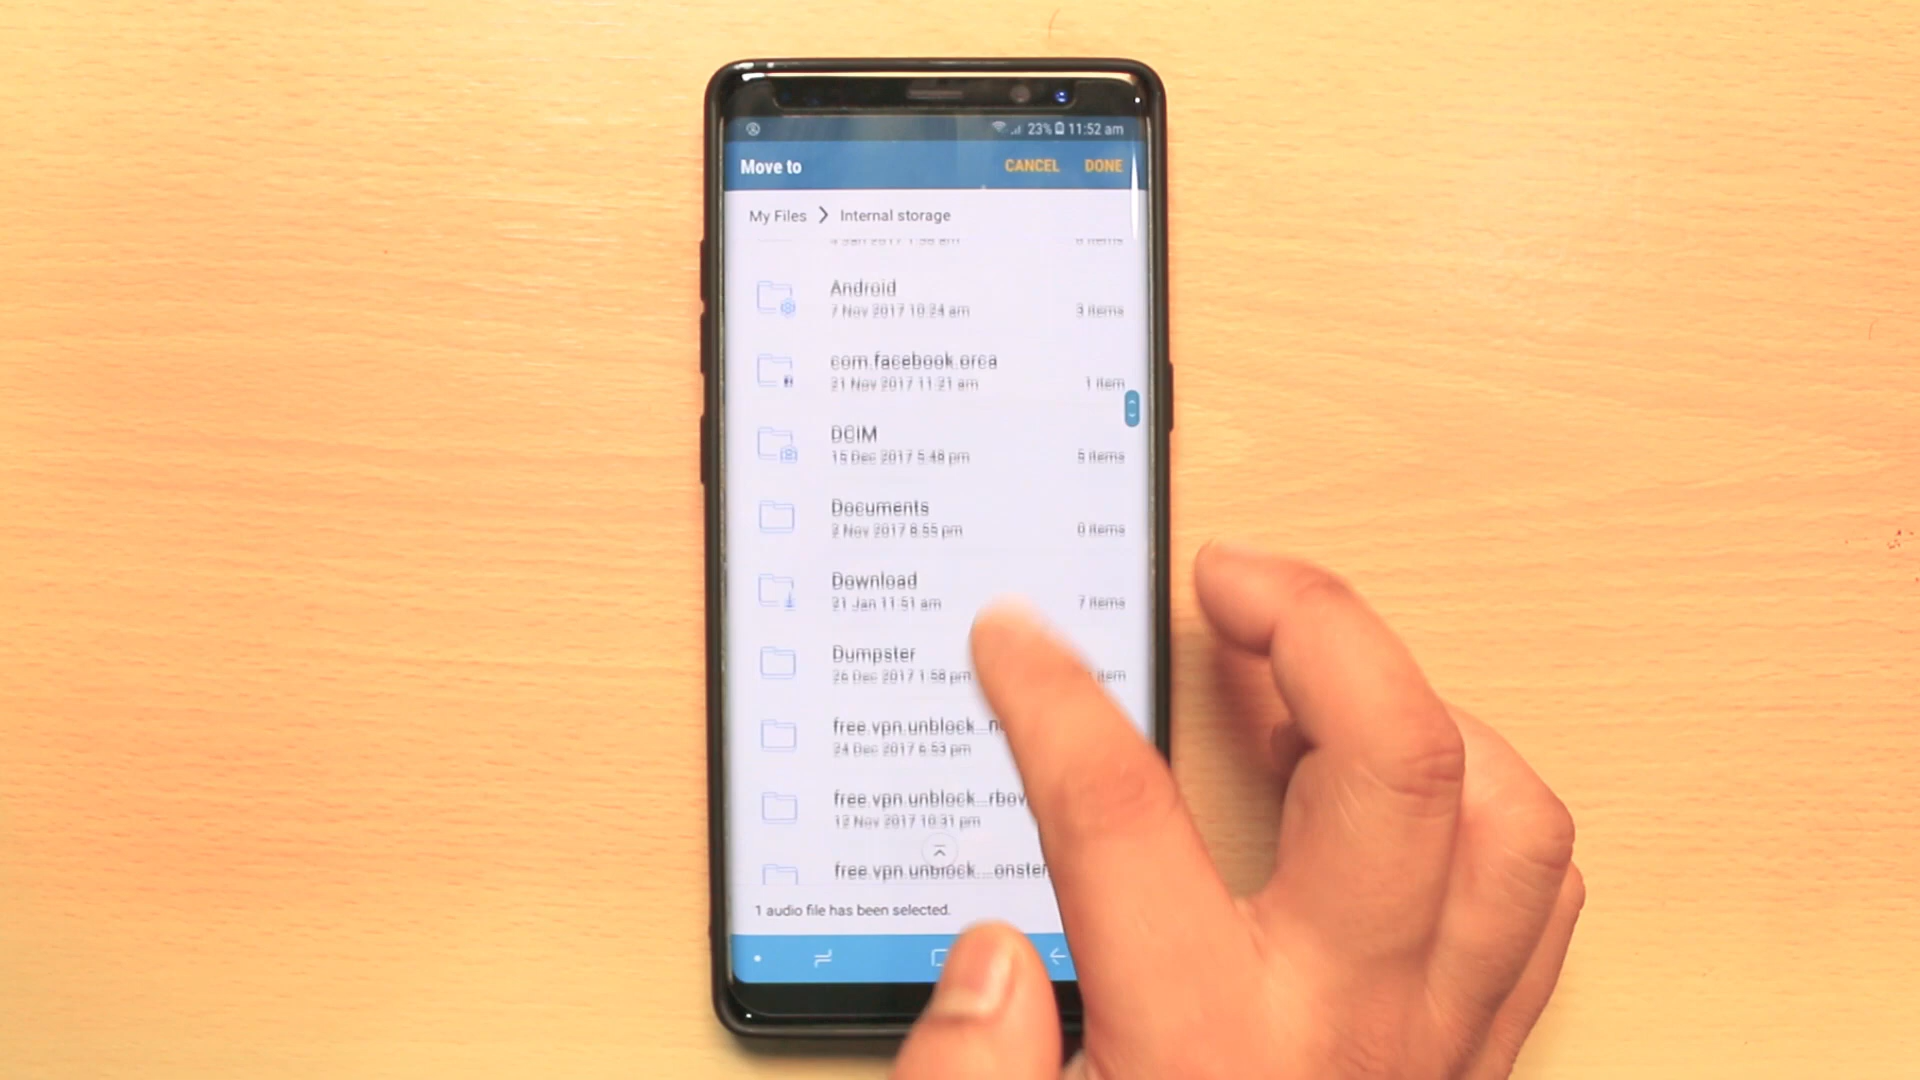 23% 11:52 am
Move to CANCEL DONE
My Files Internal storage
Android
7 Nov 2017 10:24 am 3 items
com.facebook.orca
21 Nov 2017 11:21 am 1 item
DCIM
15 Dec 2017 5:48 pm 5 items
Documents
2 Nov 2017 8:55 pm 0 items
Download
21 Jan 11:51 am 7 items
Dumpster
26 Dec 2017 1:58 pm item
free.vpn.unblock...
24 Dec 2017 6:53 pm
free.vpn.unblock...
12 Nov 2017 10:31 pm
free.vpn.unblock...
1 audio file has been selected.